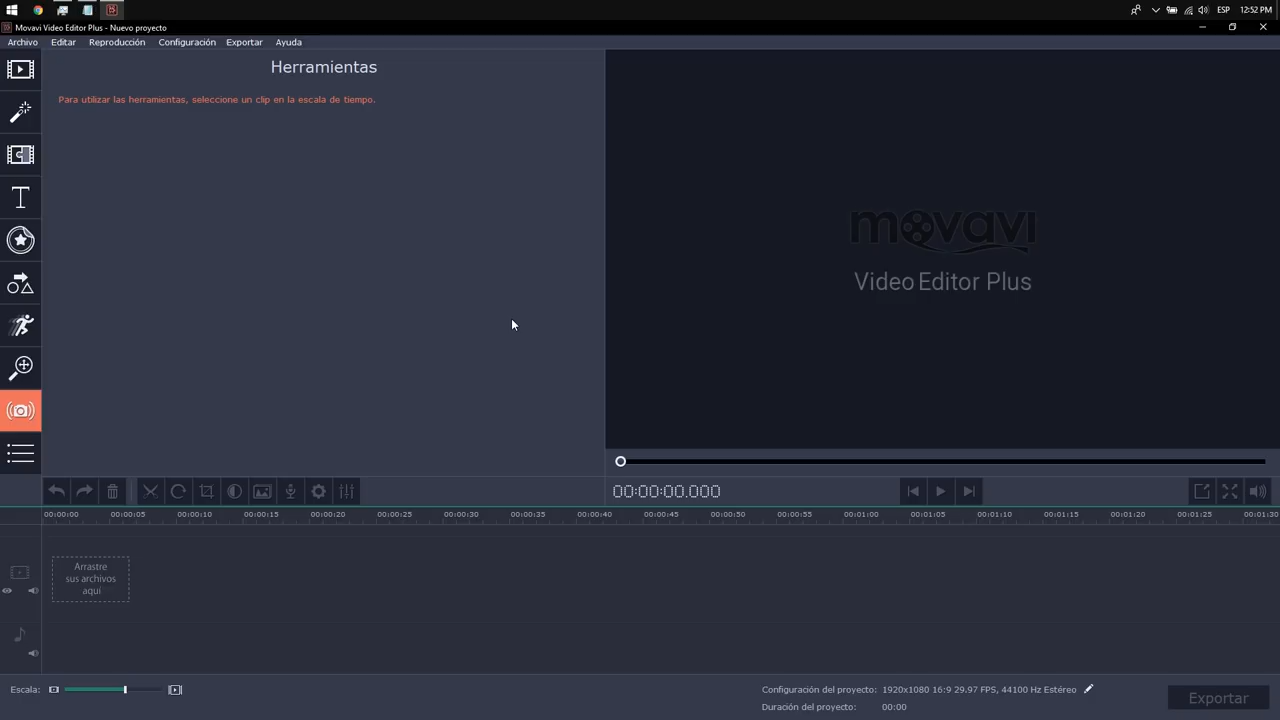 ESP 12:52 PM
Movavi Video Editor Plus - Nuevo proyecto
Archivo Editar Reproducción Configuración Exportar Ayuda
Herramientas
Para utilizar las herramientas, seleccione un clip en la escala de tiempo.
T
movavi
Video Editor Plus
00:00:00.000
00:00:00 00:00:05 00:00:10 00:00:15 00:00:20 00:00:25 00:00:30 00:00:35 00:00:40 00:00:45 00:00:50 00:00:55 00:01:00 00:01:05 00:01:10 00:01:15 00:01:20 00:01:25 00:01:30
Arrastre
sus archivos
aquí
Escala:
Configuración del proyecto: 1920x1080 16:9 29.97 FPS, 44100 Hz Estéreo
Duración del proyecto: 00:00
Exportar